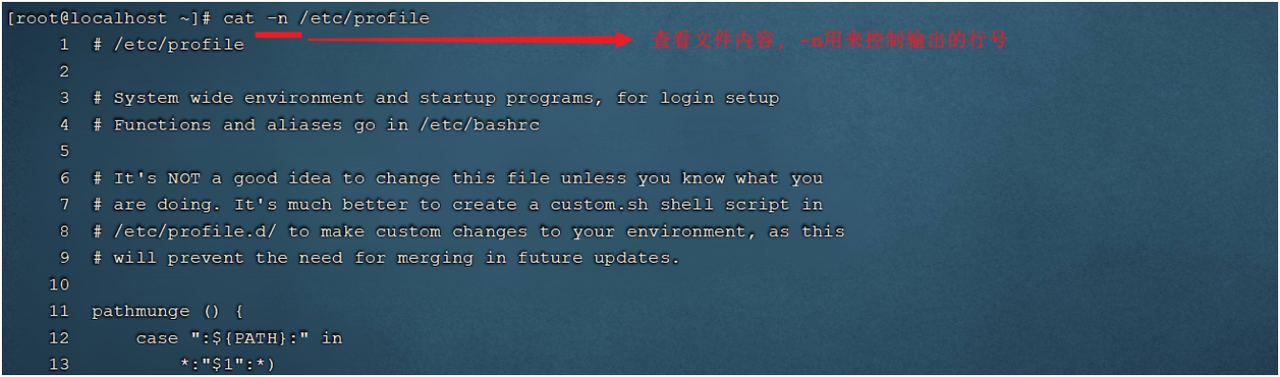 [root@localhost ~]# cat -n /etc/profile
1 # /etc/profile
查看文件内容，-n用来控制输出的行号
2
3 # System wide environment and startup programs, for login setup
4 # Functions and aliases go in /etc/bashrc
5
6 # It's NOT a good idea to change this file unless you know what you
7 # are doing. It's much better to create a custom.sh shell script in
8 # /etc/profile.d/ to make custom changes to your environment, as this
9 # will prevent the need for merging in future updates.
10
11 pathmunge () {
12     case ":${PATH}:" in
13         *:"$1":*)